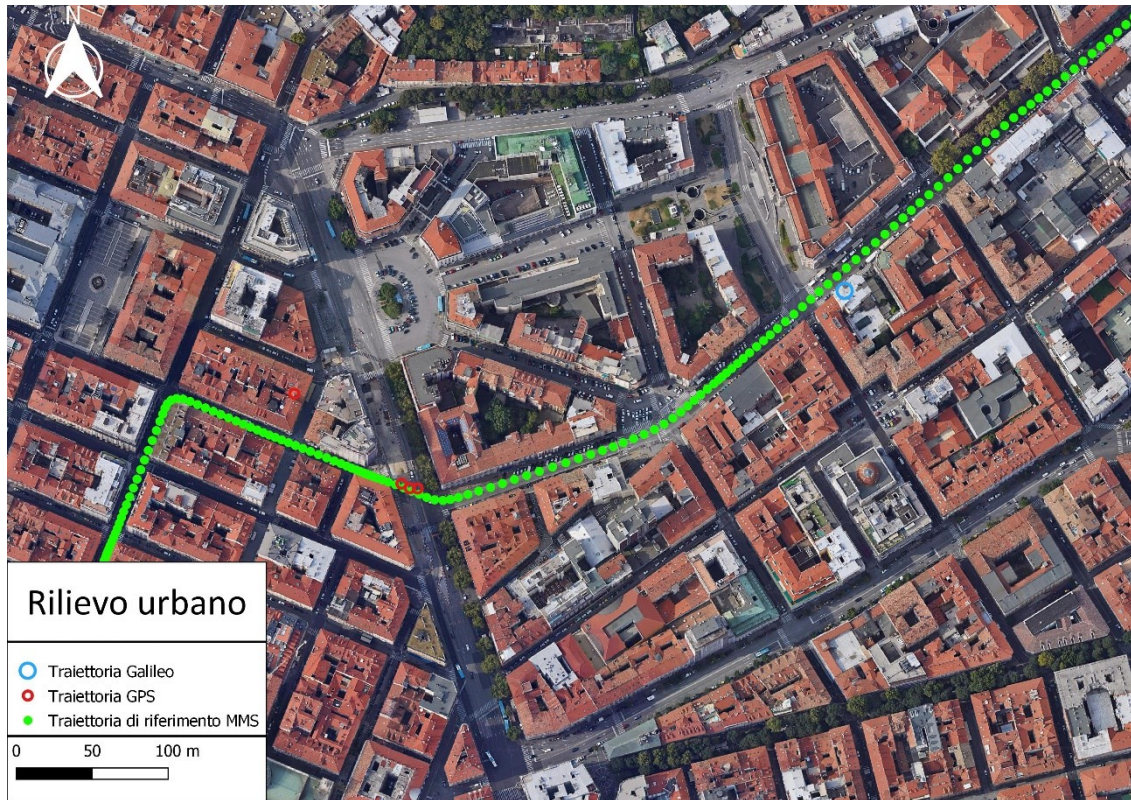 N
Rilievo urbano
Traiettoria Galileo
Traiettoria GPS
Traiettoria di riferimento MMS
0 50 100 m